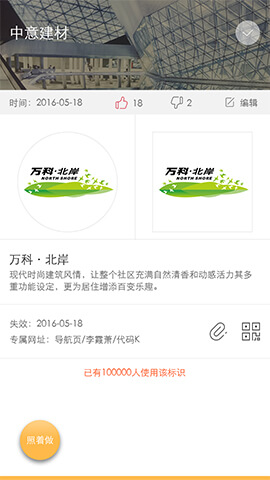 中意建材
时间：2016-05-18 18 2 编辑
万科·北岸 万科·北岸
NORTH SHORE NORTH SHORE
万科·北岸
现代时尚建筑风情，让整个社区充满自然清香和动感活力其多
重功能设定，更为居住增添百变乐趣。
失效：2016-05-18
专属网址：导航页/李霞萧/代码K
已有100000人使用该标识
照着做